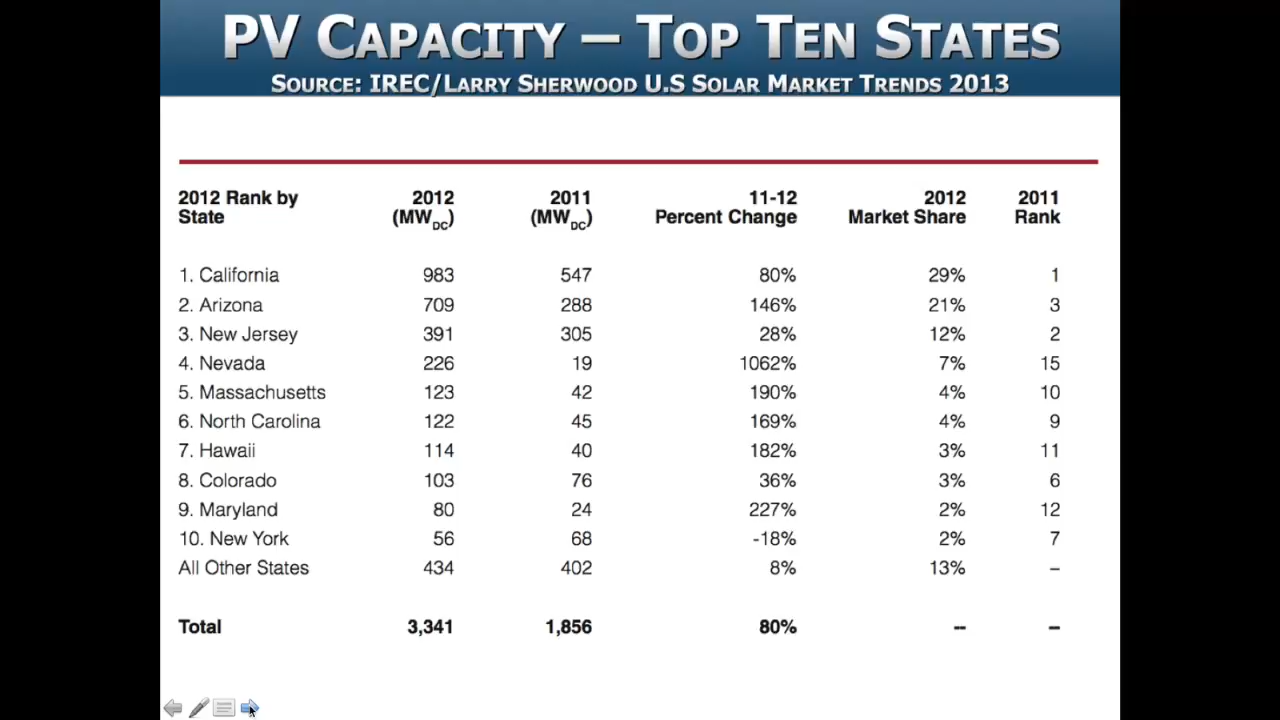 PV Capacity – Top Ten States
Source: IREC/Larry Sherwood U.S Solar Market Trends 2013
2012 Rank by State 2012 (MWDC) 2011 (MWDC) 11-12 Percent Change 2012 Market Share 2011 Rank
1. California 983 547 80% 29% 1
2. Arizona 709 288 146% 21% 3
3. New Jersey 391 305 28% 12% 2
4. Nevada 226 19 1062% 7% 15
5. Massachusetts 123 42 190% 4% 10
6. North Carolina 122 45 169% 4% 9
7. Hawaii 114 40 182% 3% 11
8. Colorado 103 76 36% 3% 6
9. Maryland 80 24 227% 2% 12
10. New York 56 68 -18% 2% 7
All Other States 434 402 8% 13% –
Total 3,341 1,856 80% -- --